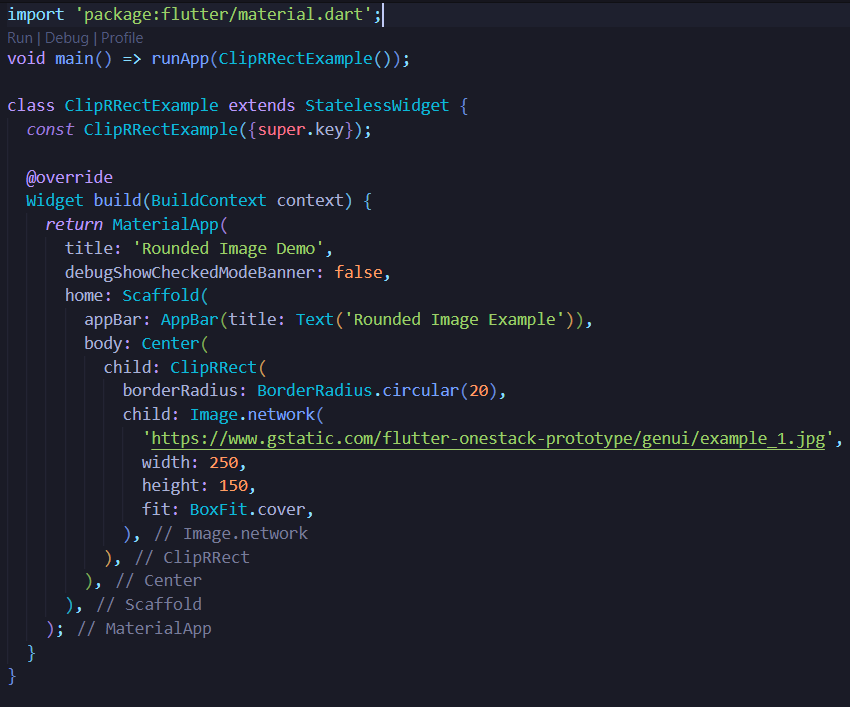 import 'package:flutter/material.dart';
Run | Debug | Profile
void main() => runApp(ClipRRectExample());
class ClipRRectExample extends StatelessWidget {
const ClipRRectExample({super.key});
@override
Widget build(BuildContext context) {
return MaterialApp(
title: 'Rounded Image Demo',
debugShowCheckedModeBanner: false,
home: Scaffold(
appBar: AppBar(title: Text('Rounded Image Example')),
body: Center(
child: ClipRRect(
borderRadius: BorderRadius.circular(20),
child: Image.network(
'https://www.gstatic.com/flutter-onestack-prototype/genui/example_1.jpg',
width: 250,
height: 150,
fit: BoxFit.cover,
), // Image.network
), // ClipRRect
), // Center
), // Scaffold
); // MaterialApp
}
}